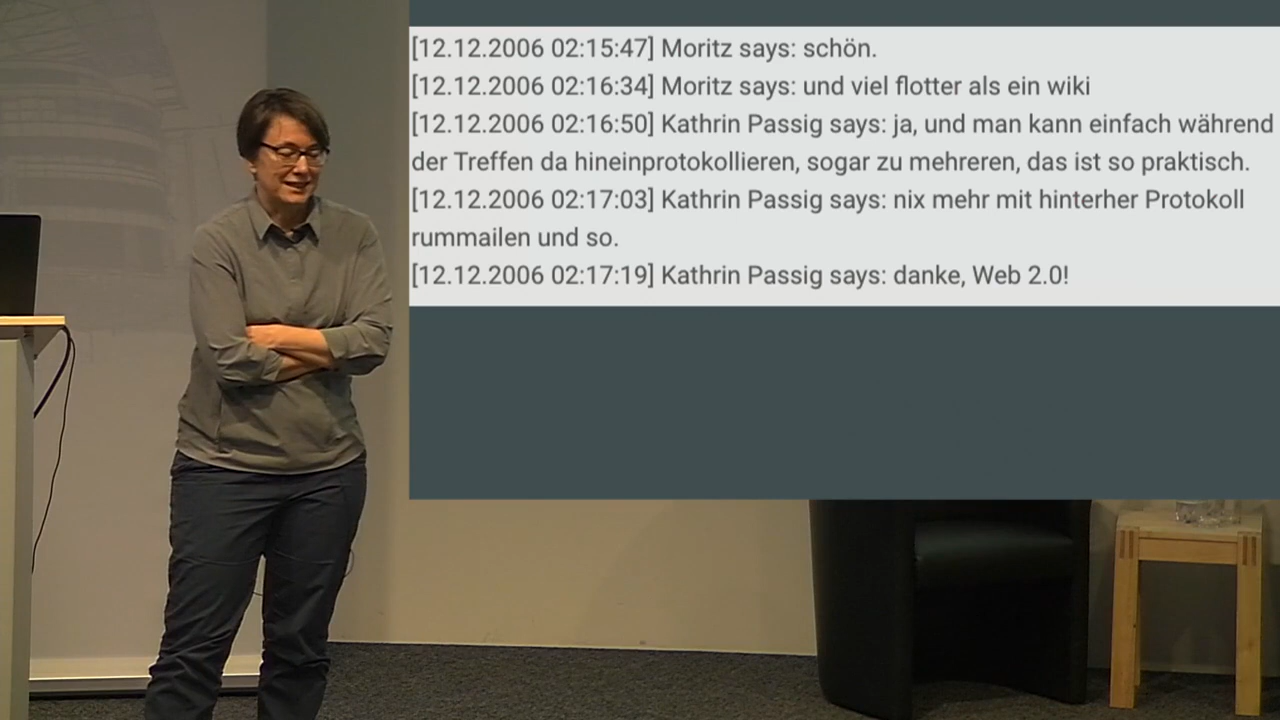 [12.12.2006 02:15:47] Moritz says: schön.
[12.12.2006 02:16:34] Moritz says: und viel flotter als ein wiki
[12.12.2006 02:16:50] Kathrin Passig says: ja, und man kann einfach während
der Treffen da hineinprotokollieren, sogar zu mehreren, das ist so praktisch.
[12.12.2006 02:17:03] Kathrin Passig says: nix mehr mit hinterher Protokoll
rummailen und so.
[12.12.2006 02:17:19] Kathrin Passig says: danke, Web 2.0!